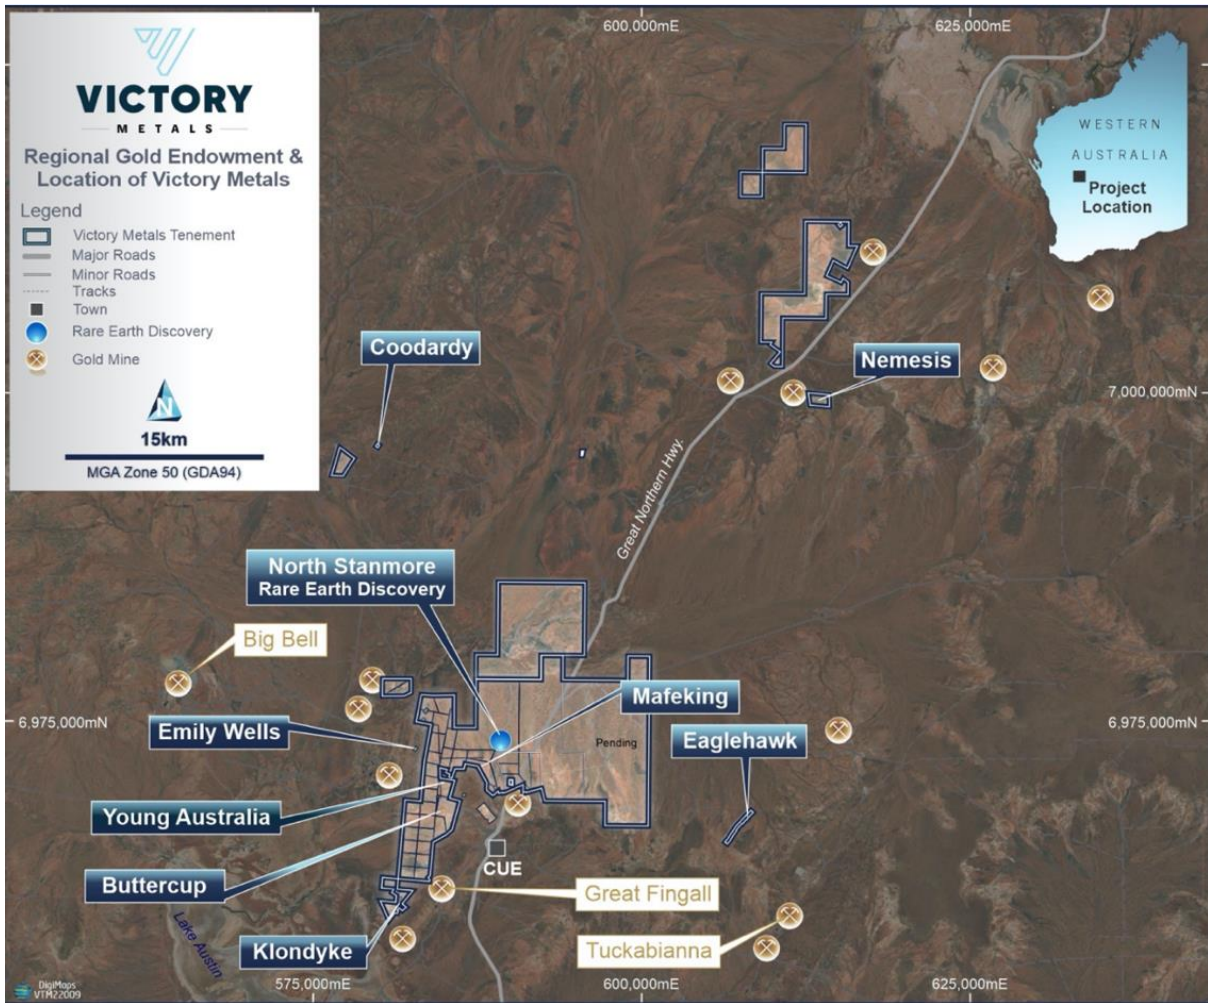 600,000mE
625,000mE
VICTORY
METALS
Regional Gold Endowment &
Location of Victory Metals
Legend
Victory Metals Tenement
Major Roads
Minor Roads
Tracks
Town
Rare Earth Discovery
Gold Mine
N
15km
MGA Zone 50 (GDA94)
WESTERN
AUSTRALIA
Project
Location
Coodardy
Nemesis
7,000,000mN
Great Northern Hwy.
North Stanmore
Rare Earth Discovery
Big Bell
Mafeking
6,975,000mN
Emily Wells
Pending
Eaglehawk
Young Australia
CUE
Buttercup
Great Fingall
Lake Austin
Klondyke
Tuckabianna
575,000mE
600,000mE
625,000mE
DigiMaps
VTM22009